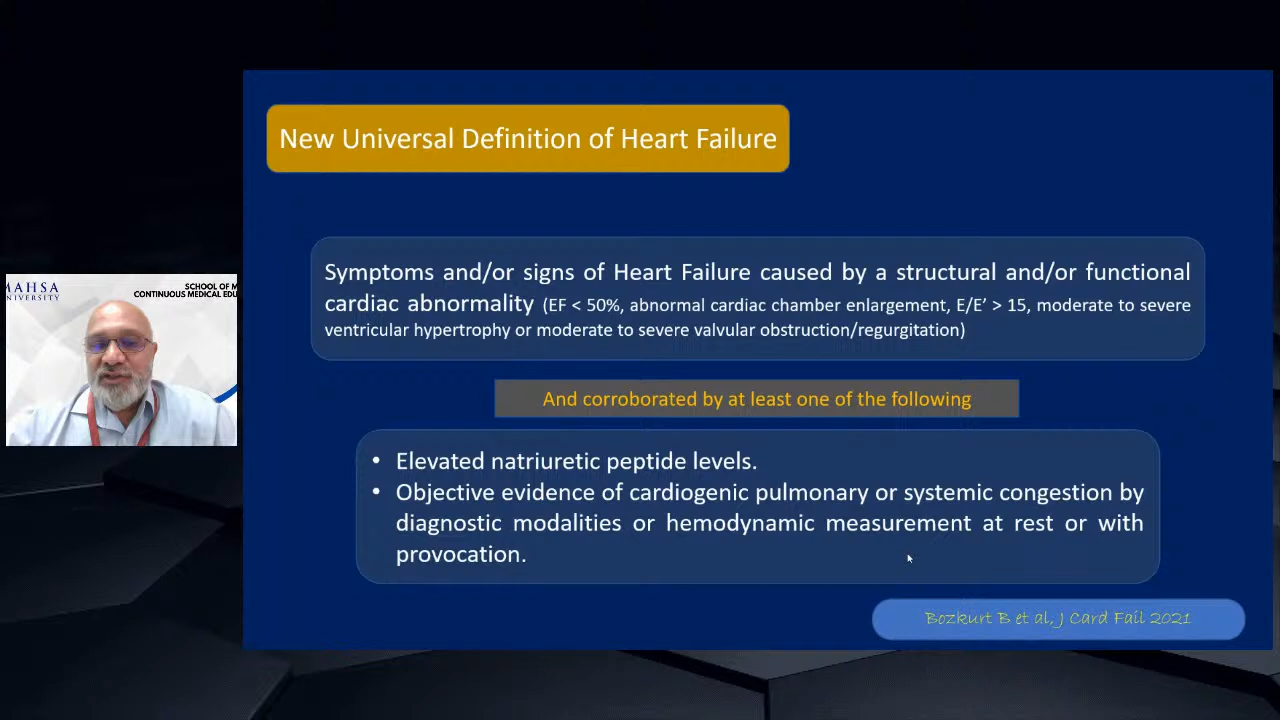 New Universal Definition of Heart Failure
Symptoms and/or signs of Heart Failure caused by a structural and/or functional
cardiac abnormality (EF < 50%, abnormal cardiac chamber enlargement, E/E’ > 15, moderate to severe
ventricular hypertrophy or moderate to severe valvular obstruction/regurgitation)
And corroborated by at least one of the following
• Elevated natriuretic peptide levels.
• Objective evidence of cardiogenic pulmonary or systemic congestion by
diagnostic modalities or hemodynamic measurement at rest or with
provocation.
Bozkurt B et al, J Card Fail 2021
MAHSA
UNIVERSITY
SCHOOL OF
CONTINUOUS MEDICAL